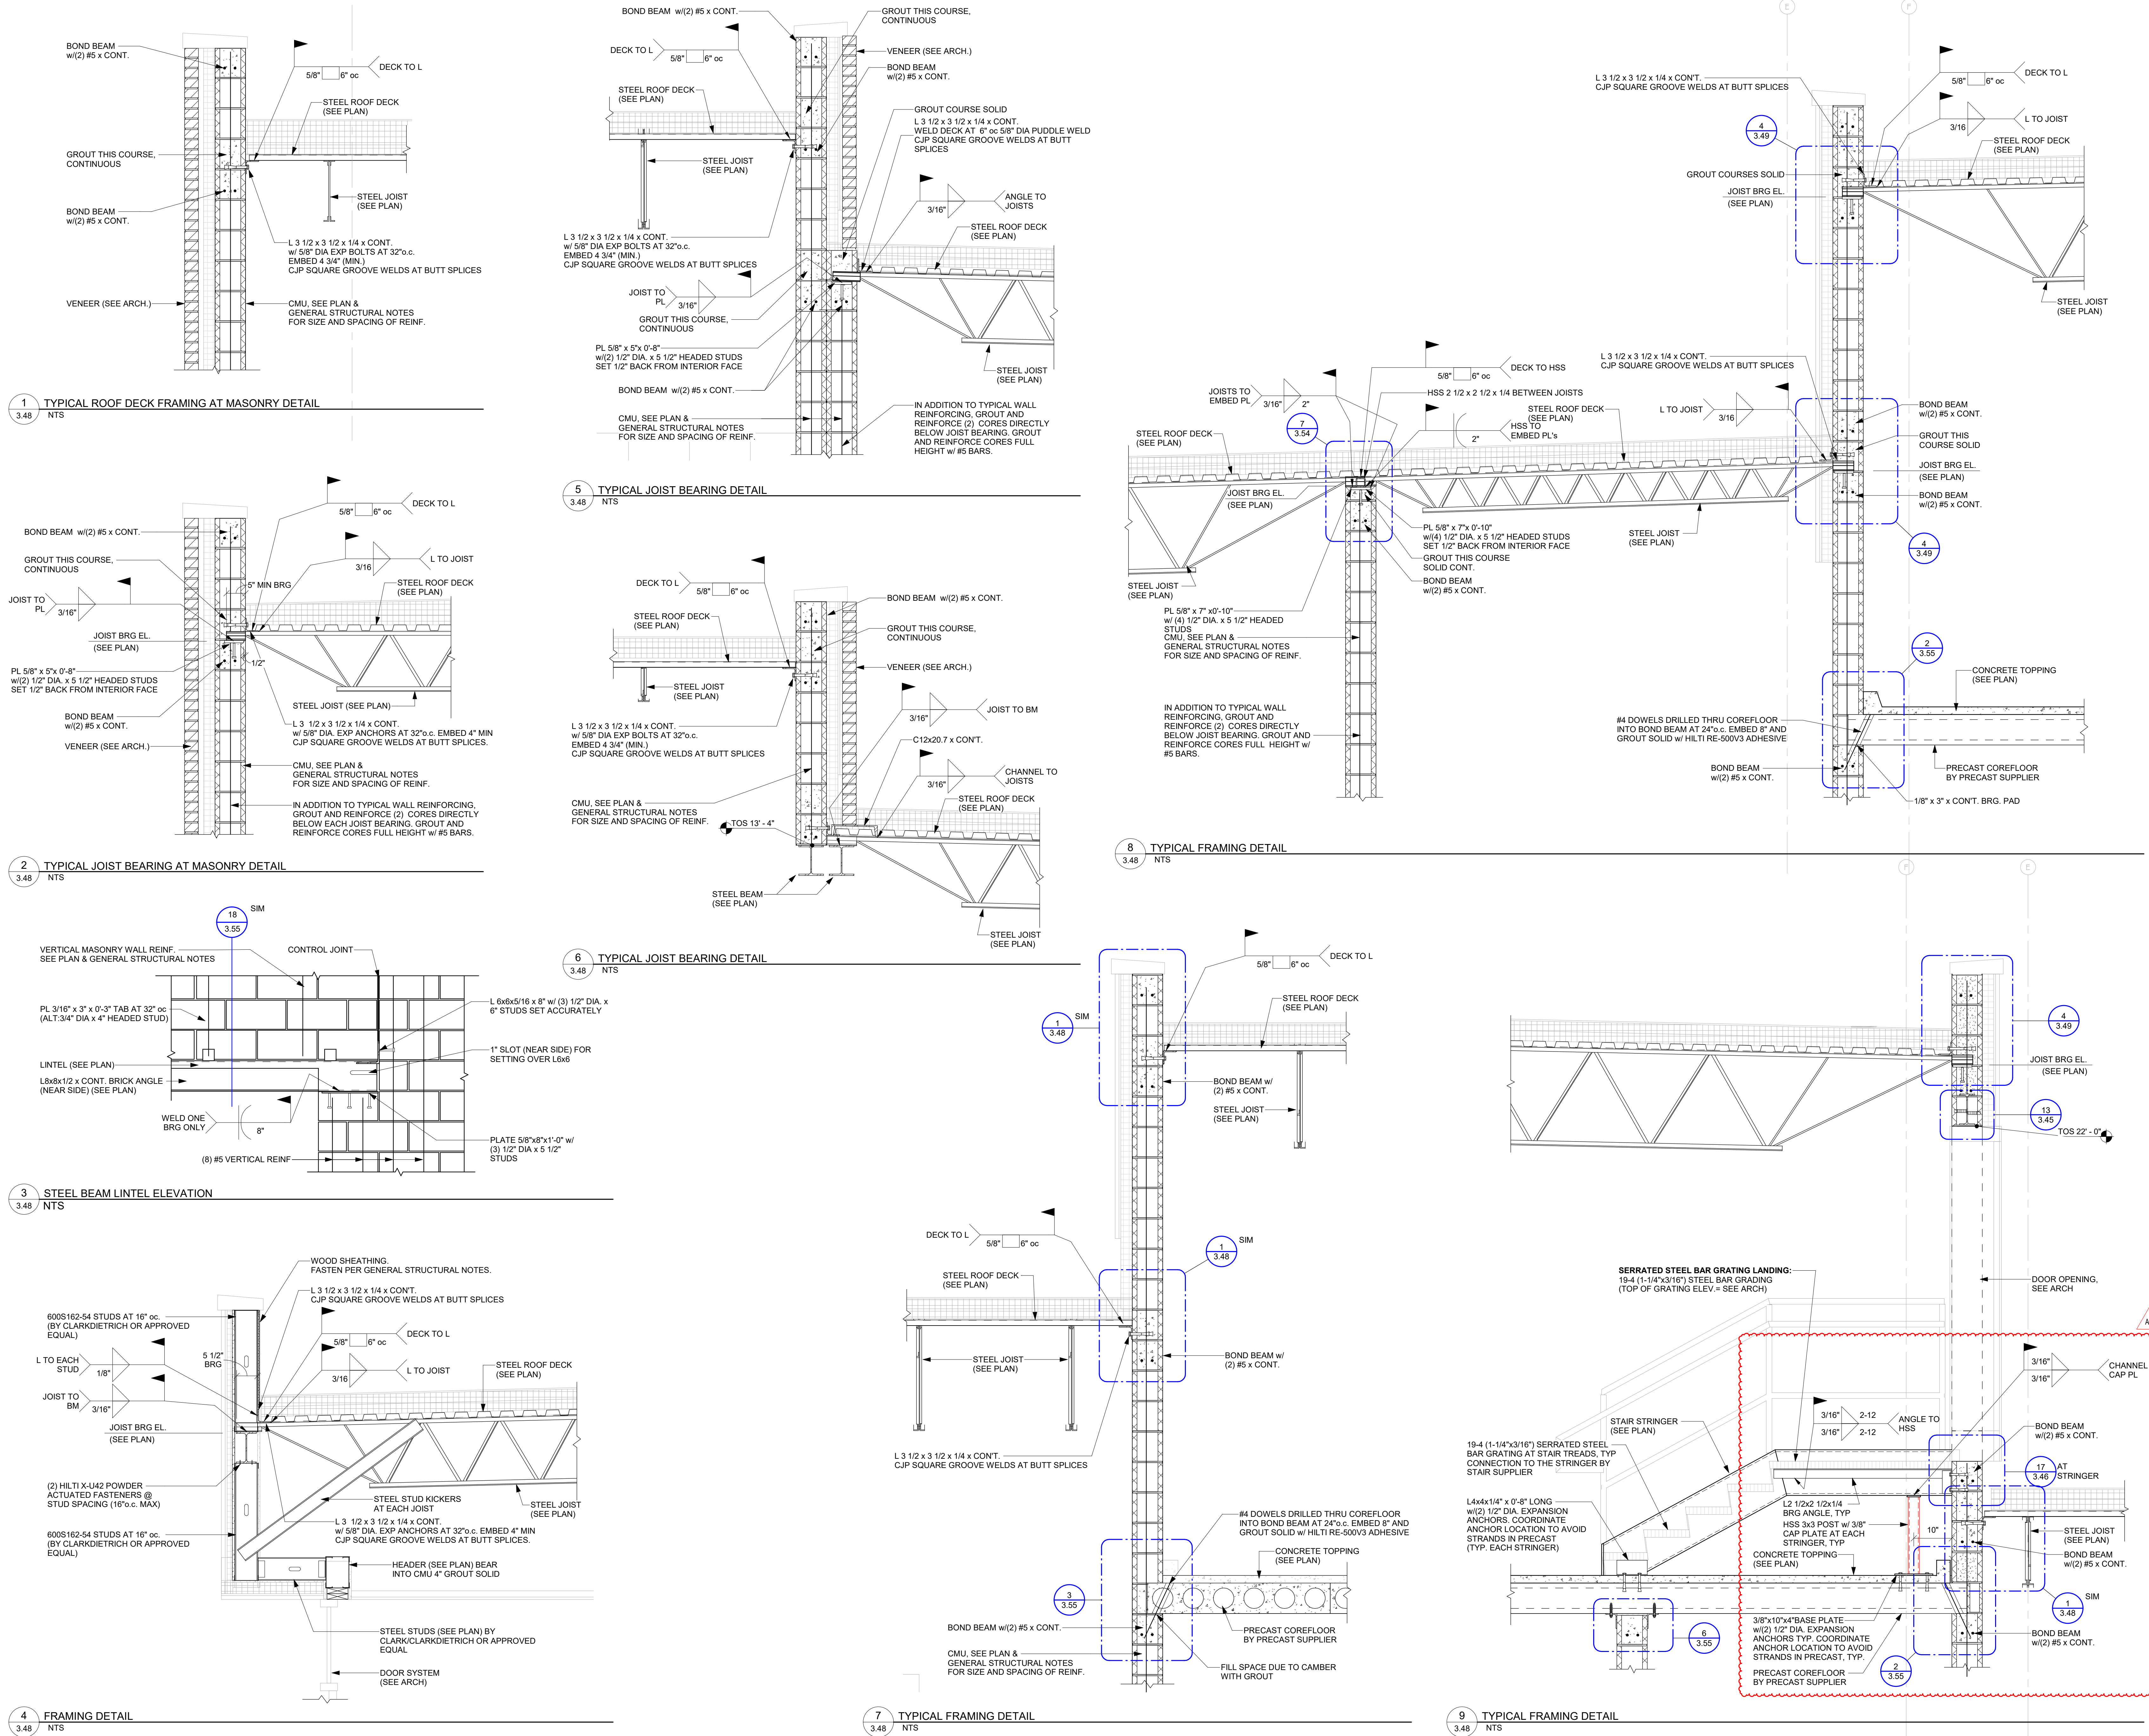 BOND BEAM
w/(2) #5 x CONT.
5/8"
6" oc
DECK TO L
STEEL ROOF DECK
(SEE PLAN)
GROUT THIS COURSE,
CONTINUOUS
STEEL JOIST
(SEE PLAN)
BOND BEAM
w/(2) #5 x CONT.
L 3 1/2 x 3 1/2 x 1/4 x CONT.
w/ 5/8" DIA EXP BOLTS AT 32"o.c.
EMBED 4 3/4" (MIN.)
CJP SQUARE GROOVE WELDS AT BUTT SPLICES
VENEER (SEE ARCH.)
CMU, SEE PLAN &
GENERAL STRUCTURAL NOTES
FOR SIZE AND SPACING OF REINF.
1
3.48
TYPICAL ROOF DECK FRAMING AT MASONRY DETAIL
NTS
5/8"
6" oc
DECK TO L
BOND BEAM w/(2) #5 x CONT.
GROUT THIS COURSE,
CONTINUOUS
3/16
L TO JOIST
5" MIN BRG
STEEL ROOF DECK
(SEE PLAN)
JOIST TO
PL
3/16"
JOIST BRG EL.
(SEE PLAN)
1/2"
PL 5/8" x 5"x 0'-8"
w/(2) 1/2" DIA. x 5 1/2" HEADED STUDS
SET 1/2" BACK FROM INTERIOR FACE
STEEL JOIST (SEE PLAN)
BOND BEAM
w/(2) #5 x CONT.
L 3 1/2 x 3 1/2 x 1/4 x CONT.
w/ 5/8" DIA. EXP ANCHORS AT 32"o.c. EMBED 4" MIN
CJP SQUARE GROOVE WELDS AT BUTT SPLICES.
VENEER (SEE ARCH.)
CMU, SEE PLAN &
GENERAL STRUCTURAL NOTES
FOR SIZE AND SPACING OF REINF.
IN ADDITION TO TYPICAL WALL REINFORCING,
GROUT AND REINFORCE (2) CORES DIRECTLY
BELOW EACH JOIST BEARING. GROUT AND
REINFORCE CORES FULL HEIGHT w/ #5 BARS.
2
3.48
TYPICAL JOIST BEARING AT MASONRY DETAIL
NTS
18
3.55
SIM
VERTICAL MASONRY WALL REINF.
SEE PLAN & GENERAL STRUCTURAL NOTES
CONTROL JOINT
PL 3/16" x 3" x 0'-3" TAB AT 32" oc
(ALT:3/4" DIA x 4" HEADED STUD)
L 6x6x5/16 x 8" w/ (3) 1/2" DIA. x
6" STUDS SET ACCURATELY
1" SLOT (NEAR SIDE) FOR
SETTING OVER L6x6
LINTEL (SEE PLAN)
L8x8x1/2 x CONT. BRICK ANGLE
(NEAR SIDE) (SEE PLAN)
WELD ONE
BRG ONLY
8"
PLATE 5/8"x8"x1'-0" w/
(3) 1/2" DIA x 5 1/2"
STUDS
(8) #5 VERTICAL REINF
3
3.48
STEEL BEAM LINTEL ELEVATION
NTS
WOOD SHEATHING.
FASTEN PER GENERAL STRUCTURAL NOTES.
L 3 1/2 x 3 1/2 x 1/4 x CON'T.
CJP SQUARE GROOVE WELDS AT BUTT SPLICES
600S162-54 STUDS AT 16" oc.
(BY CLARKDIETRICH OR APPROVED
EQUAL)
5/8"
6" oc
DECK TO L
L TO EACH
STUD
1/8"
5 1/2"
BRG
3/16
L TO JOIST
STEEL ROOF DECK
(SEE PLAN)
JOIST TO
BM
3/16"
JOIST BRG EL.
(SEE PLAN)
(2) HILTI X-U42 POWDER
ACTUATED FASTENERS @
STUD SPACING (16"o.c. MAX)
STEEL STUD KICKERS
AT EACH JOIST
STEEL JOIST
(SEE PLAN)
L 3 1/2 x 3 1/2 x 1/4 x CONT.
w/ 5/8" DIA. EXP ANCHORS AT 32"o.c. EMBED 4" MIN
CJP SQUARE GROOVE WELDS AT BUTT SPLICES.
600S162-54 STUDS AT 16" oc.
(BY CLARKDIETRICH OR APPROVED
EQUAL)
HEADER (SEE PLAN) BEAR
INTO CMU 4" GROUT SOLID
STEEL STUDS (SEE PLAN) BY
CLARK/CLARKDIETRICH OR APPROVED
EQUAL
DOOR SYSTEM
(SEE ARCH)
4
3.48
FRAMING DETAIL
NTS
BOND BEAM w/(2) #5 x CONT.
GROUT THIS COURSE,
CONTINUOUS
DECK TO L
5/8"
6" oc
VENEER (SEE ARCH.)
BOND BEAM
w/(2) #5 x CONT.
STEEL ROOF DECK
(SEE PLAN)
GROUT COURSE SOLID
L 3 1/2 x 3 1/2 x 1/4 x CONT.
WELD DECK AT 6" oc 5/8" DIA PUDDLE WELD
CJP SQUARE GROOVE WELDS AT BUTT
SPLICES
STEEL JOIST
(SEE PLAN)
3/16"
ANGLE TO
JOISTS
STEEL ROOF DECK
(SEE PLAN)
L 3 1/2 x 3 1/2 x 1/4 x CONT.
w/ 5/8" DIA EXP BOLTS AT 32"o.c.
EMBED 4 3/4" (MIN.)
CJP SQUARE GROOVE WELDS AT BUTT SPLICES
JOIST TO
PL
3/16"
GROUT THIS COURSE,
CONTINUOUS
PL 5/8" x 5"x 0'-8"
w/(2) 1/2" DIA. x 5 1/2" HEADED STUDS
SET 1/2" BACK FROM INTERIOR FACE
STEEL JOIST
(SEE PLAN)
BOND BEAM w/(2) #5 x CONT.
CMU, SEE PLAN &
GENERAL STRUCTURAL NOTES
FOR SIZE AND SPACING OF REINF.
IN ADDITION TO TYPICAL WALL
REINFORCING, GROUT AND
REINFORCE (2) CORES DIRECTLY
BELOW JOIST BEARING. GROUT
AND REINFORCE CORES FULL
HEIGHT w/ #5 BARS.
5
3.48
TYPICAL JOIST BEARING DETAIL
NTS
DECK TO L
5/8"
6" oc
BOND BEAM w/(2) #5 x CONT.
STEEL ROOF DECK
(SEE PLAN)
GROUT THIS COURSE,
CONTINUOUS
VENEER (SEE ARCH.)
STEEL JOIST
(SEE PLAN)
3/16"
JOIST TO BM
L 3 1/2 x 3 1/2 x 1/4 x CONT.
w/ 5/8" DIA EXP BOLTS AT 32"o.c.
EMBED 4 3/4" (MIN.)
CJP SQUARE GROOVE WELDS AT BUTT SPLICES
C12x20.7 x CON'T.
3/16"
CHANNEL TO
JOISTS
STEEL ROOF DECK
(SEE PLAN)
CMU, SEE PLAN &
GENERAL STRUCTURAL NOTES
FOR SIZE AND SPACING OF REINF.
TOS 13' - 4"
STEEL BEAM
(SEE PLAN)
STEEL JOIST
(SEE PLAN)
6
3.48
TYPICAL JOIST BEARING DETAIL
NTS
E
F
L 3 1/2 x 3 1/2 x 1/4 x CON'T.
CJP SQUARE GROOVE WELDS AT BUTT SPLICES
5/8"
6" oc
DECK TO L
4
3.49
3/16
L TO JOIST
STEEL ROOF DECK
(SEE PLAN)
GROUT COURSES SOLID
JOIST BRG EL.
(SEE PLAN)
STEEL JOIST
(SEE PLAN)
L 3 1/2 x 3 1/2 x 1/4 x CON'T.
CJP SQUARE GROOVE WELDS AT BUTT SPLICES
5/8"
6" oc
DECK TO HSS
JOISTS TO
EMBED PL
3/16"
2"
HSS 2 1/2 x 2 1/2 x 1/4 BETWEEN JOISTS
7
3.54
STEEL ROOF DECK
(SEE PLAN)
STEEL ROOF DECK
(SEE PLAN)
2"
HSS TO
EMBED PL's
L TO JOIST
3/16
BOND BEAM
w/(2) #5 x CONT.
GROUT THIS
COURSE SOLID
JOIST BRG EL.
(SEE PLAN)
BOND BEAM
w/(2) #5 x CONT.
JOIST BRG EL.
(SEE PLAN)
PL 5/8" x 7"x 0'-10"
w/(4) 1/2" DIA. x 5 1/2" HEADED STUDS
SET 1/2" BACK FROM INTERIOR FACE
GROUT THIS COURSE
SOLID CONT.
BOND BEAM
w/(2) #5 x CONT.
STEEL JOIST
(SEE PLAN)
4
3.49
STEEL JOIST
(SEE PLAN)
PL 5/8" x 7" x0'-10"
w/ (4) 1/2" DIA. x 5 1/2" HEADED
STUDS
CMU, SEE PLAN &
GENERAL STRUCTURAL NOTES
FOR SIZE AND SPACING OF REINF.
2
3.55
CONCRETE TOPPING
(SEE PLAN)
IN ADDITION TO TYPICAL WALL
REINFORCING, GROUT AND
REINFORCE (2) CORES DIRECTLY
BELOW JOIST BEARING. GROUT AND
REINFORCE CORES FULL HEIGHT w/
#5 BARS.
#4 DOWELS DRILLED THRU COREFLOOR
INTO BOND BEAM AT 24"o.c. EMBED 8" AND
GROUT SOLID w/ HILTI RE-500V3 ADHESIVE
BOND BEAM
w/(2) #5 x CONT.
PRECAST COREFLOOR
BY PRECAST SUPPLIER
1/8" x 3" x CON'T. BRG. PAD
8
3.48
TYPICAL FRAMING DETAIL
NTS
5/8"
6" oc
DECK TO L
STEEL ROOF DECK
(SEE PLAN)
1
3.48
SIM
BOND BEAM w/
(2) #5 x CONT.
STEEL JOIST
(SEE PLAN)
DECK TO L
5/8"
6" oc
1
3.48
SIM
STEEL ROOF DECK
(SEE PLAN)
STEEL JOIST
(SEE PLAN)
BOND BEAM w/
(2) #5 x CONT.
L 3 1/2 x 3 1/2 x 1/4 x CON'T.
CJP SQUARE GROOVE WELDS AT BUTT SPLICES
#4 DOWELS DRILLED THRU COREFLOOR
INTO BOND BEAM AT 24"o.c. EMBED 8" AND
GROUT SOLID w/ HILTI RE-500V3 ADHESIVE
CONCRETE TOPPING
(SEE PLAN)
3
3.55
BOND BEAM w/(2) #5 x CONT.
PRECAST COREFLOOR
BY PRECAST SUPPLIER
CMU, SEE PLAN &
GENERAL STRUCTURAL NOTES
FOR SIZE AND SPACING OF REINF.
FILL SPACE DUE TO CAMBER
WITH GROUT
7
3.48
TYPICAL FRAMING DETAIL
NTS
F
E
4
3.49
JOIST BRG EL.
(SEE PLAN)
13
3.45
TOS 22' - 0"
SERRATED STEEL BAR GRATING LANDING:
19-4 (1-1/4"x3/16") STEEL BAR GRADING
(TOP OF GRATING ELEV.= SEE ARCH)
DOOR OPENING,
SEE ARCH
A
3/16"
3/16"
CHANNEL
CAP PL
STAIR STRINGER
(SEE PLAN)
3/16"
2-12
3/16"
2-12
ANGLE TO
HSS
BOND BEAM
w/(2) #5 x CONT.
19-4 (1-1/4"x3/16") SERRATED STEEL
BAR GRATING AT STAIR TREADS, TYP
CONNECTION TO THE STRINGER BY
STAIR SUPPLIER
17
3.46
AT
STRINGER
L4x4x1/4" x 0'-8" LONG
w/(2) 1/2" DIA. EXPANSION
ANCHORS. COORDINATE
ANCHOR LOCATION TO AVOID
STRANDS IN PRECAST
(TYP. EACH STRINGER)
L2 1/2x2 1/2x1/4
BRG ANGLE, TYP
HSS 3x3 POST w/ 3/8"
CAP PLATE AT EACH
STRINGER, TYP
10"
STEEL JOIST
(SEE PLAN)
CONCRETE TOPPING
(SEE PLAN)
BOND BEAM
w/(2) #5 x CONT.
1
3.48
SIM
3/8"x10"x4"BASE PLATE
w/(2) 1/2" DIA. EXPANSION
ANCHORS TYP. COORDINATE
ANCHOR LOCATION TO AVOID
STRANDS IN PRECAST, TYP.
6
3.55
BOND BEAM
w/(2) #5 x CONT.
PRECAST COREFLOOR
BY PRECAST SUPPLIER
2
3.55
9
3.48
TYPICAL FRAMING DETAIL
NTS